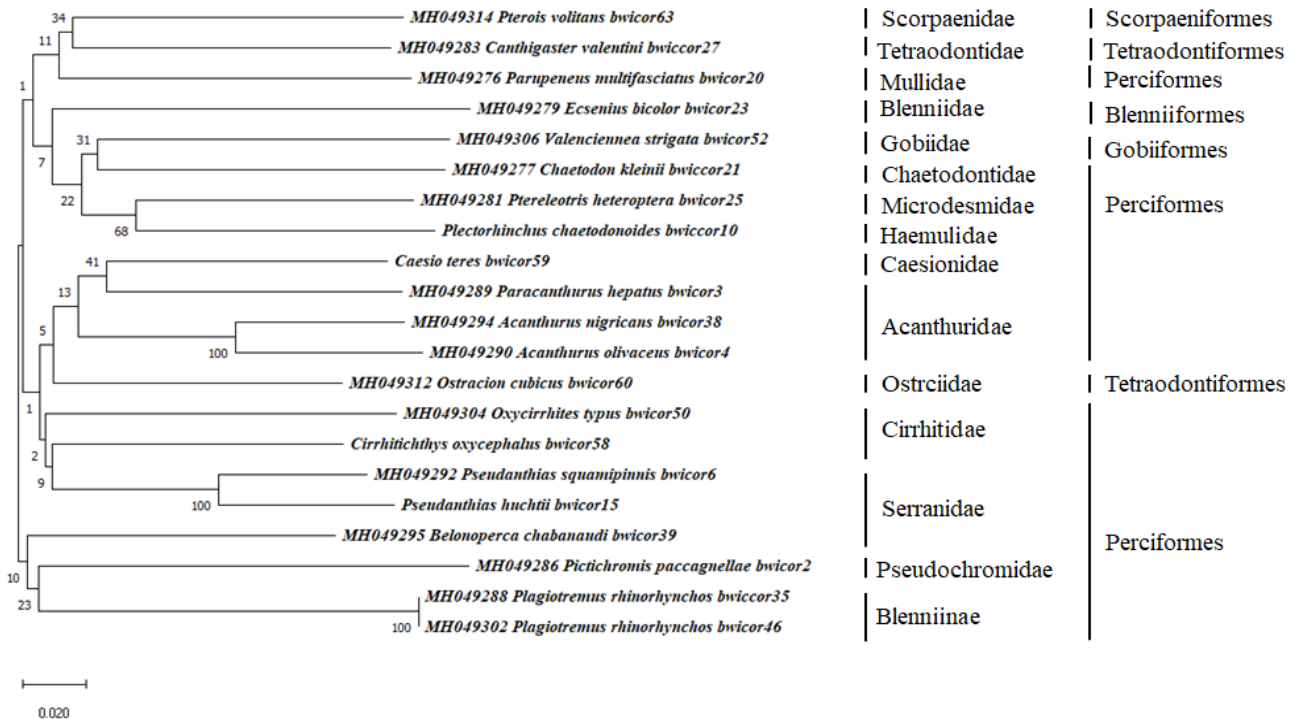 34 MH049314 Pterois volitans bwicor63 Scorpaenidae Scorpaeniformes
11 MH049283 Canthigaster valentini bwiccor27 Tetraodontidae Tetraodontiformes
1 MH049276 Parupeneus multifasciatus bwicor20 Mullidae Perciformes
MH049279 Ecsenius bicolor bwicor23 Blenniidae Blenniiformes
31 MH049306 Valenciennea strigata bwicor52 Gobiidae Gobiiformes
7 MH049277 Chaetodon kleinii bwiccor21 Chaetodontidae
22 MH049281 Ptereleotris heteroptera bwicor25 Microdesmidae Perciformes
68 Plectorhinchus chaetodonoides bwiccor10 Haemulidae
41 Caesio teres bwicor59 Caesionidae
13 MH049289 Paracanthurus hepatus bwicor3
5 MH049294 Acanthurus nigricans bwicor38 Acanthuridae
100 MH049290 Acanthurus olivaceus bwicor4
MH049312 Ostracion cubicus bwicor60 Ostrciidae Tetraodontiformes
1 MH049304 Oxycirrhites typus bwicor50 Cirrhitidae
2 Cirrhitichthys oxycephalus bwicor58
9 MH049292 Pseudanthias squamipinnis bwicor6
100 Pseudanthias huchtii bwicor15 Serranidae
MH049295 Belonoperca chabanaudi bwicor39 Perciformes
10 MH049286 Pictichromis paccagnellae bwicor2 Pseudochromidae
23 MH049288 Plagiotremus rhinorhynchos bwiccor35 Blenniinae
100 MH049302 Plagiotremus rhinorhynchos bwicor46
0.020